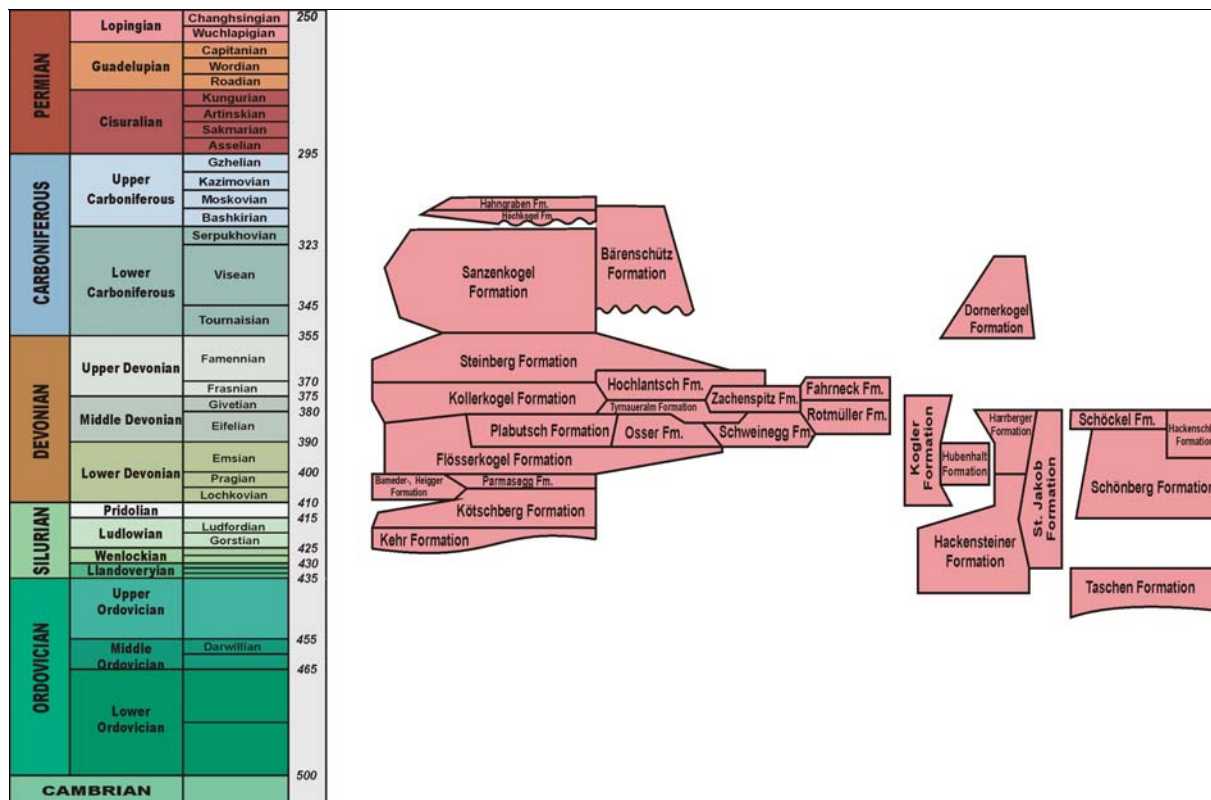 PERMIAN
CARBONIFEROUS
DEVONIAN
SILURIAN
ORDOVICIAN
CAMBRIAN
Lopingian
Guadelupian
Cisuralian
Upper
Carboniferous
Lower
Carboniferous
Upper Devonian
Middle Devonian
Lower Devonian
Pridolian
Ludlowian
Wenlockian
Llandoveryian
Upper
Ordovician
Middle
Ordovician
Lower
Ordovician
Changhsingian
Wuchlapigian
Capitanian
Wordian
Roadian
Kungurian
Artinskian
Sakmarian
Asselian
Gzhelian
Kazimovian
Moskovian
Bashkirian
Serpukhovian
Visean
Tournaisian
Famennian
Frasnian
Givetian
Eifelian
Emsian
Pragian
Lochkovian
Ludfordian
Gorstian
Darwillian
250
295
323
345
355
370
375
380
390
400
410
415
425
430
435
455
465
500
Hahngraben Fm.
Höchkogel Fm.
Sanzenkogel
Formation
Bärenschütz
Formation
Steinberg Formation
Hochlantsch Fm.
Kollerkogel Formation
Tyrnaueralm Formation
Zachenspitz Fm.
Fahrneck Fm.
Rotmüller Fm.
Plabutsch Formation
Osser Fm.
Schweinegg Fm.
Flösserkogel Formation
Bameder-, Heigger
Formation
Parmasegg Fm.
Kötschberg Formation
Kehr Formation
Dornerkogel
Formation
Kogler
Formation
Hubenhalt
Formation
Harrberger
Formation
St. Jakob
Formation
Hackensteiner
Formation
Schöckel Fm.
Formation
Schönberg Formation
Taschen Formation